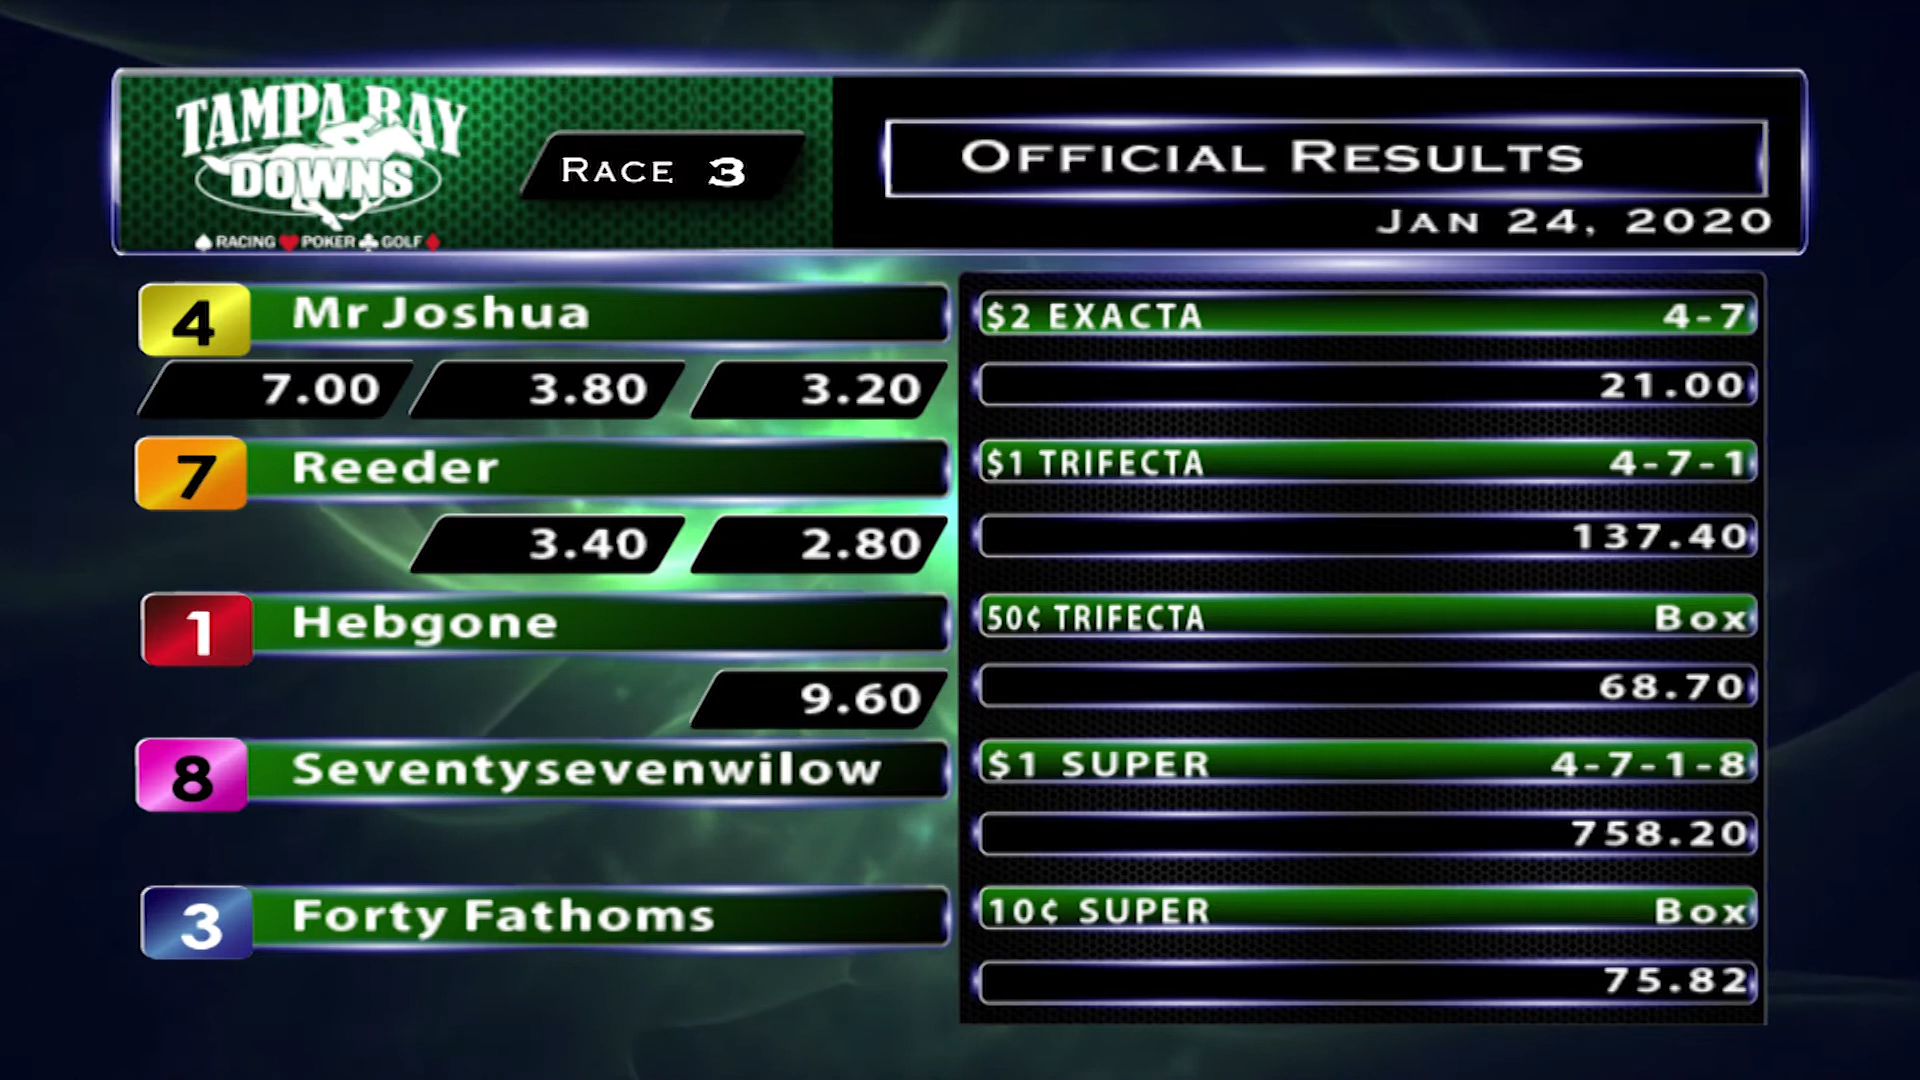 TAMPA BAY
DOWNS
RACING POKER GOLF
RACE 3
OFFICIAL RESULTS
JAN 24, 2020
4 Mr Joshua
7.00 3.80 3.20
7 Reeder
3.40 2.80
1 Hebgone
9.60
8 Seventysevenwilow
3 Forty Fathoms
$2 EXACTA 4-7
21.00
$1 TRIFECTA 4-7-1
137.40
50¢ TRIFECTA Box
68.70
$1 SUPER 4-7-1-8
758.20
10¢ SUPER Box
75.82